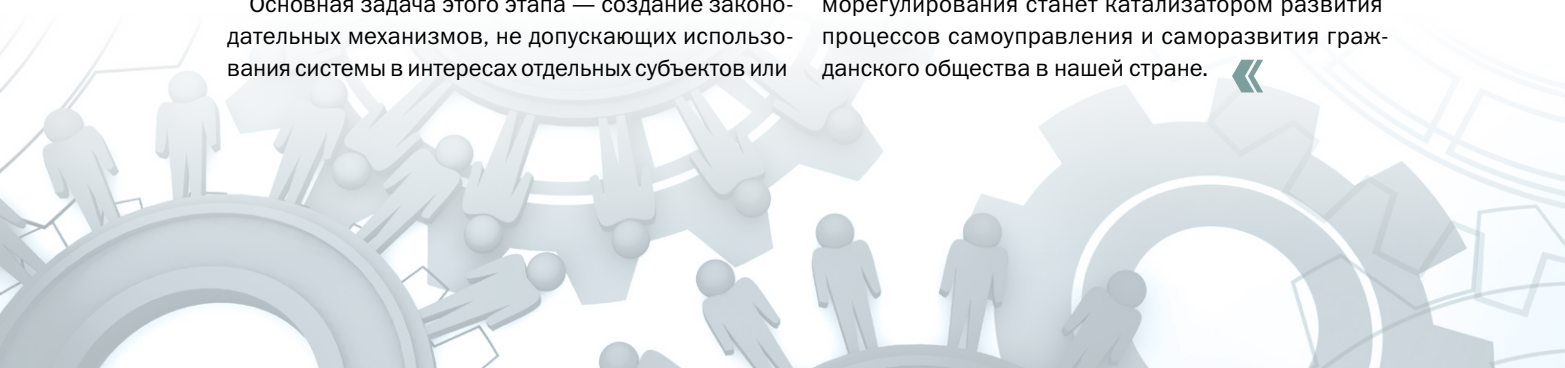 Основная задача этого этапа — создание законо-
дательных механизмов, не допускающих использо-
вания системы в интересах отдельных субъектов или
морегулирования станет катализатором развития
процессов самоуправления и саморазвития граж-
данского общества в нашей стране.